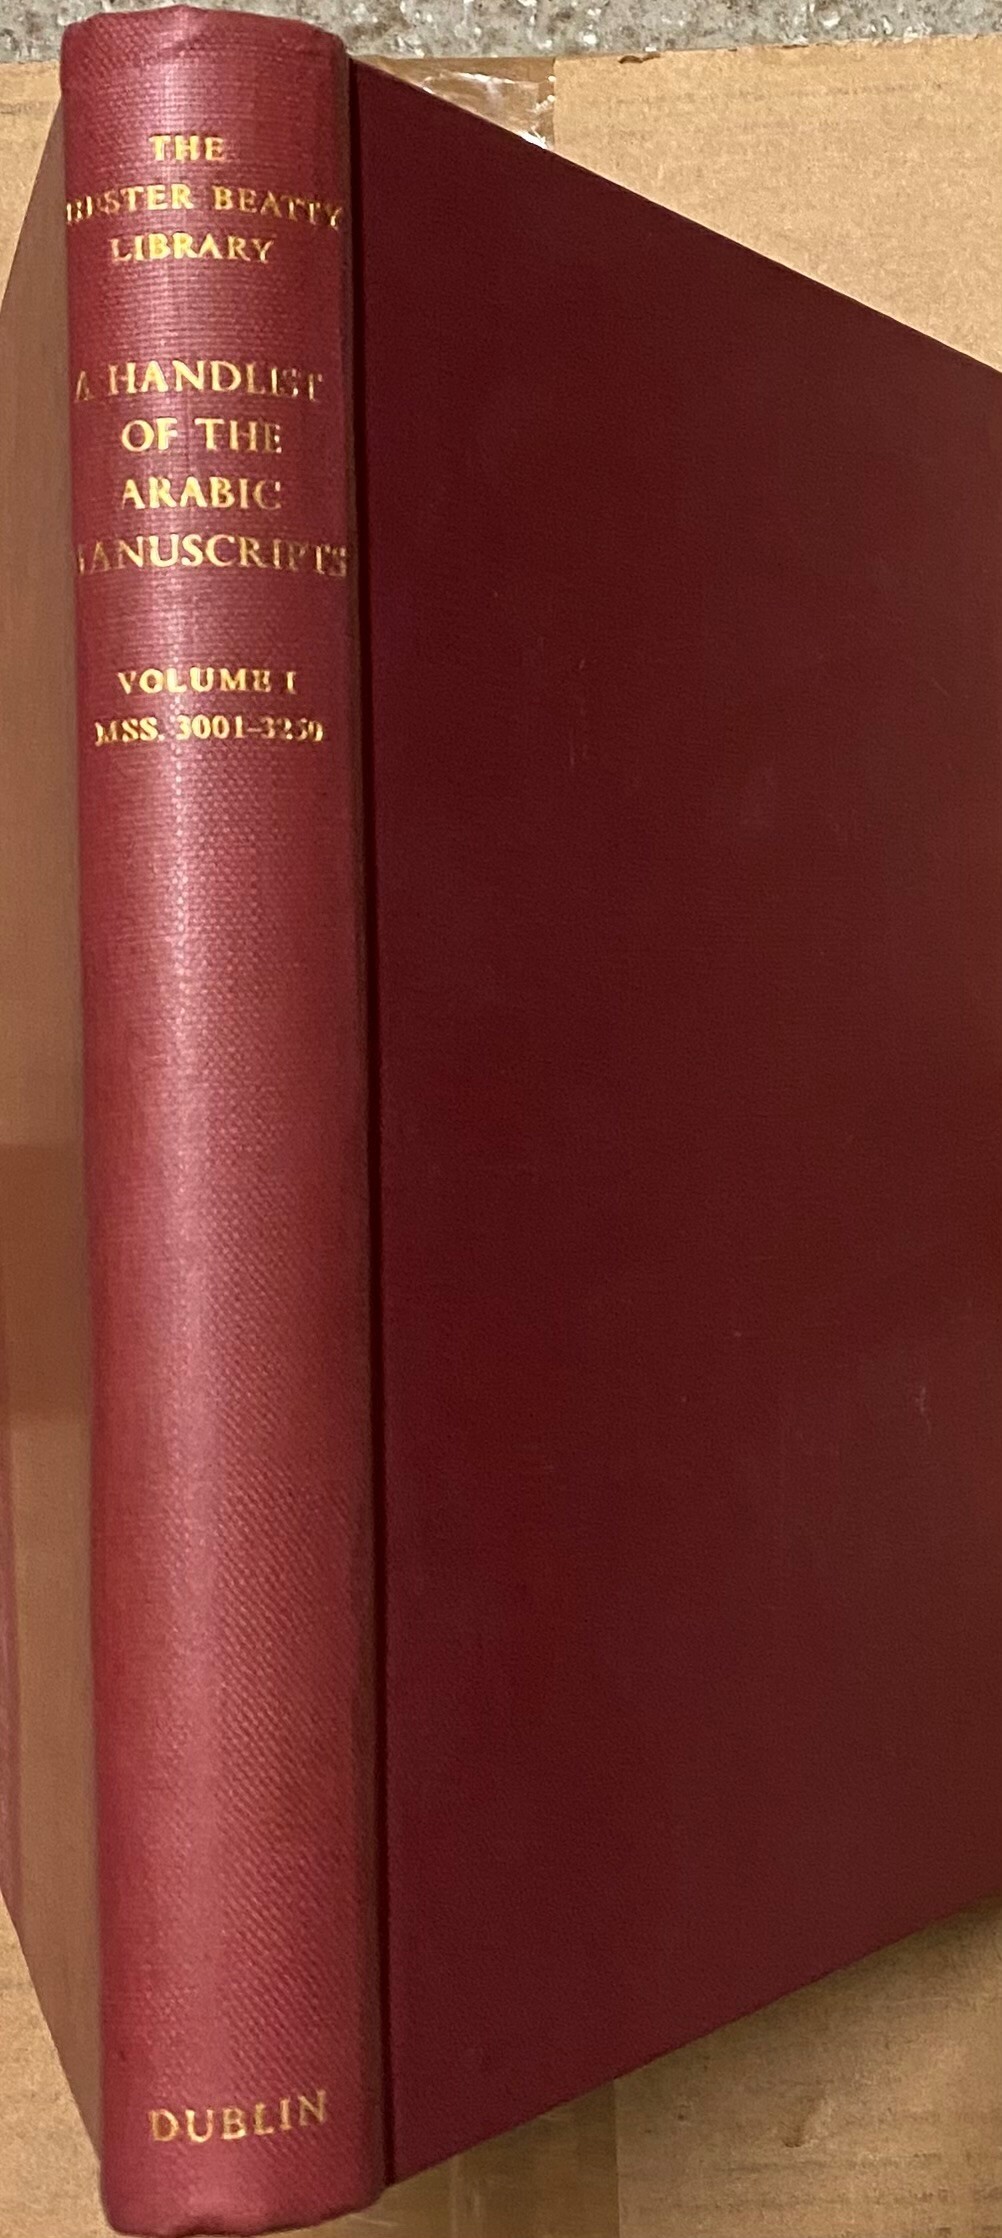 THE
CHESTER BEATTY
LIBRARY
A HANDLIST
OF THE
ARABIC
MANUSCRIPTS
VOLUME I
MSS. 3001–3250
DUBLIN